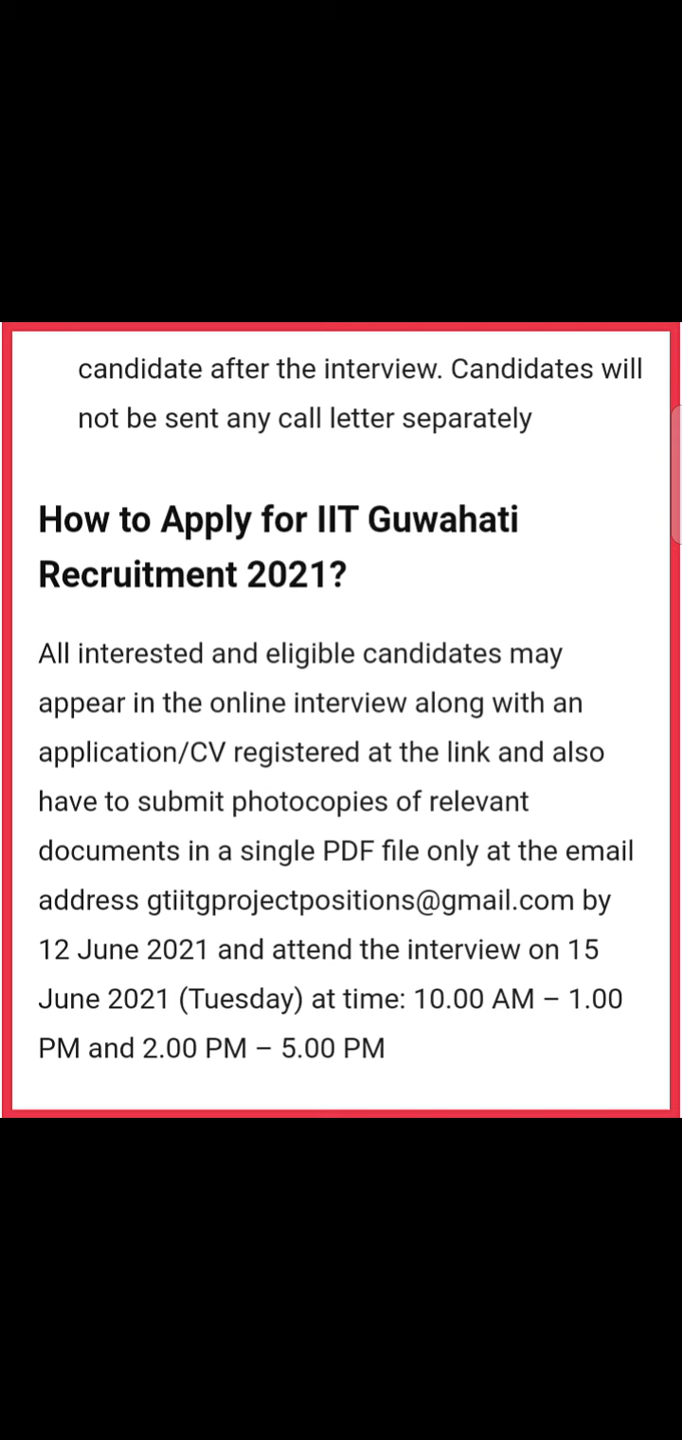 candidate after the interview. Candidates will
not be sent any call letter separately
How to Apply for IIT Guwahati
Recruitment 2021?
All interested and eligible candidates may
appear in the online interview along with an
application/CV registered at the link and also
have to submit photocopies of relevant
documents in a single PDF file only at the email
address gtiitgprojectpositions@gmail.com by
12 June 2021 and attend the interview on 15
June 2021 (Tuesday) at time: 10.00 AM – 1.00
PM and 2.00 PM – 5.00 PM